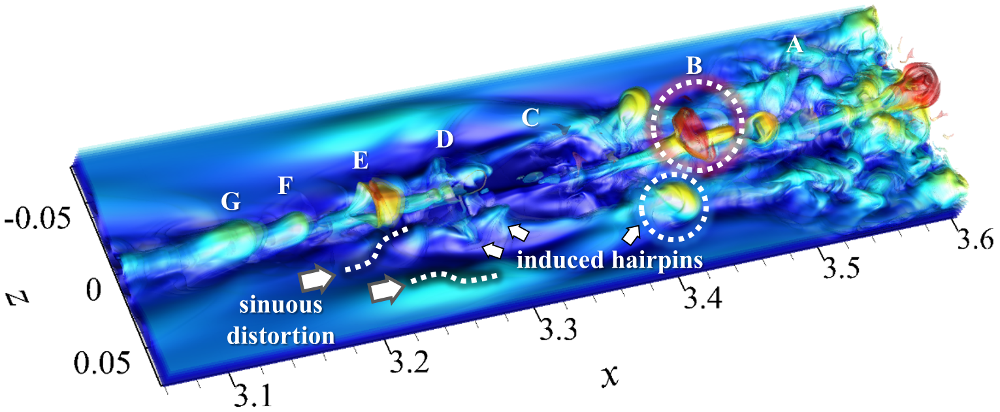 A
B
C
D
E
F
G
-0.05
0
0.05
z
induced hairpins
sinuous
distortion
3.1
3.2
3.3
3.4
3.5
3.6
x